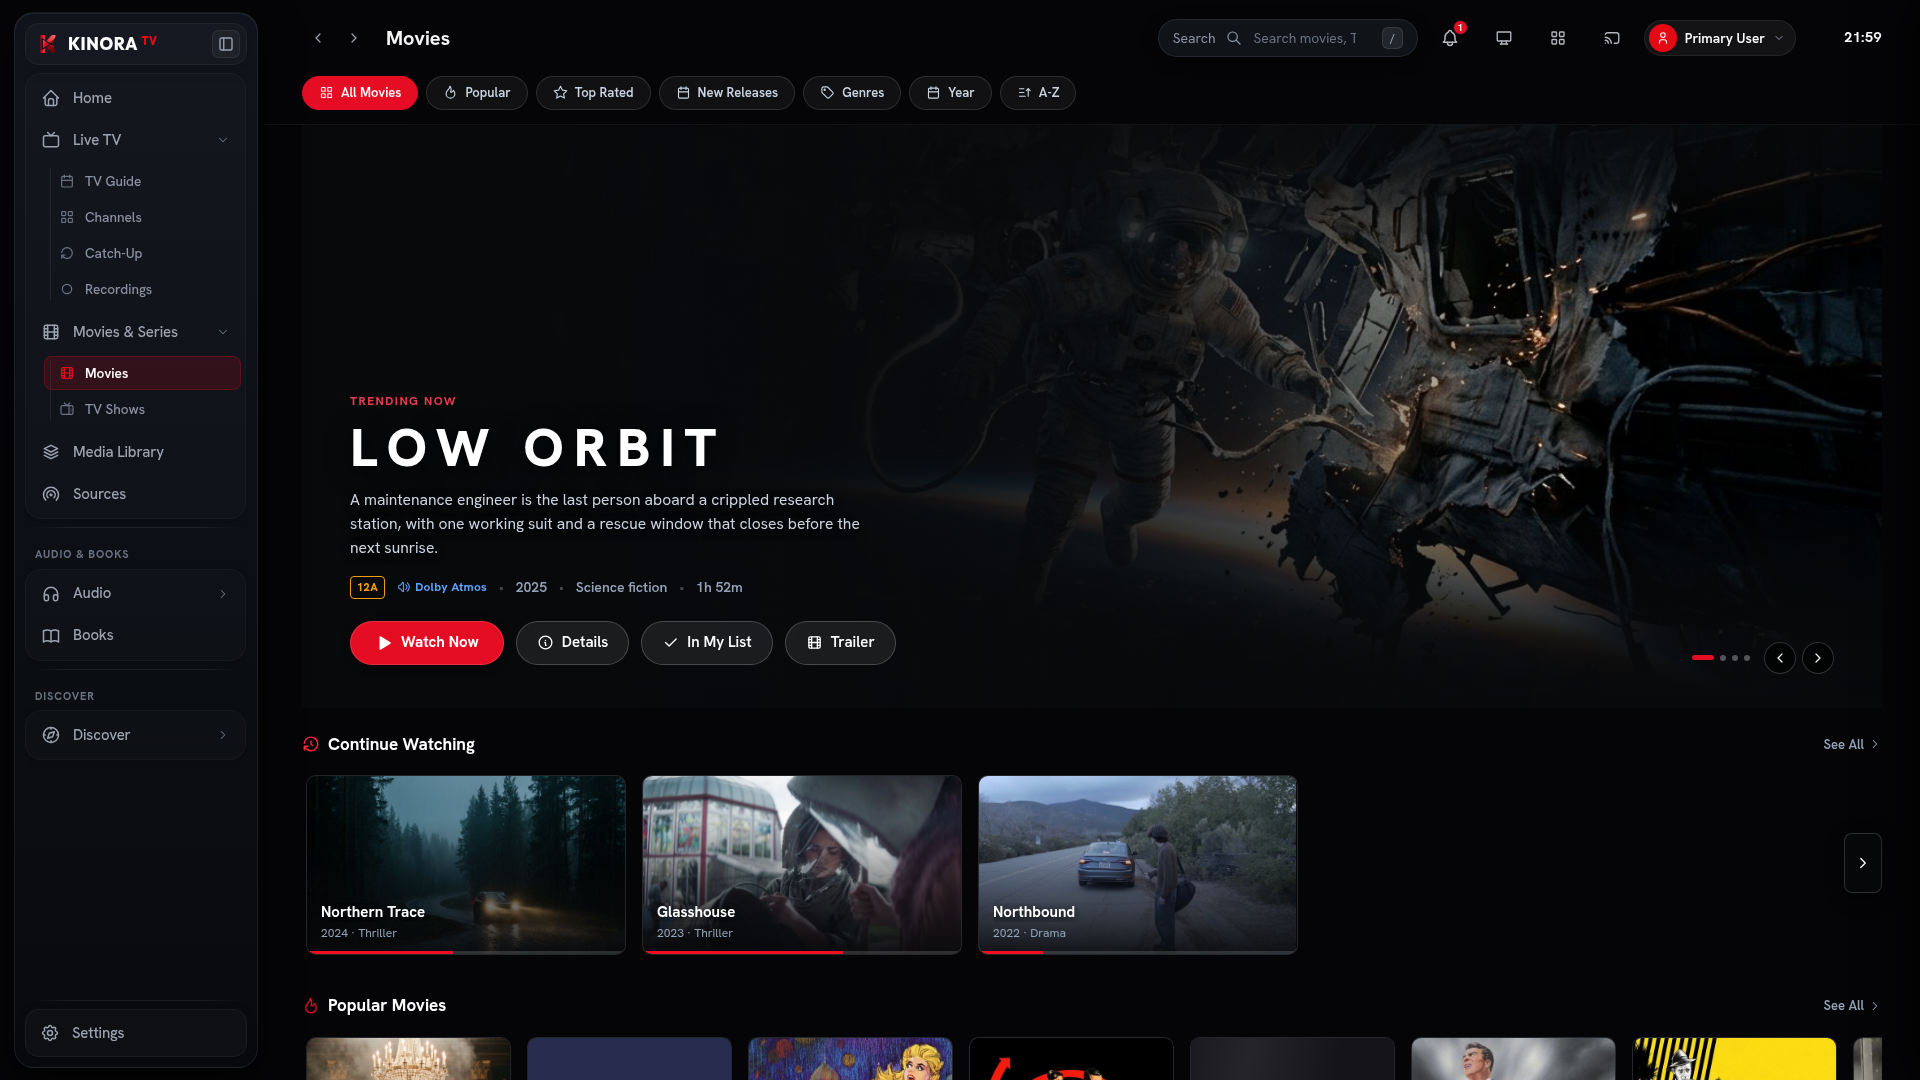 KINORA TV
Home
Live TV
TV Guide
Channels
Catch-Up
Recordings
Movies & Series
Movies
TV Shows
Media Library
Sources
AUDIO & BOOKS
Audio
Books
DISCOVER
Discover
Settings
Movies
Search Search movies, T /
1
Primary User
21:59
All Movies Popular Top Rated New Releases Genres Year A-Z
TRENDING NOW
LOW ORBIT
A maintenance engineer is the last person aboard a crippled research
station, with one working suit and a rescue window that closes before the
next sunrise.
12A Dolby Atmos • 2025 • Science fiction • 1h 52m
Watch Now Details In My List Trailer
Continue Watching See All
Northern Trace
2024 · Thriller
Glasshouse
2023 · Thriller
Northbound
2022 · Drama
Popular Movies See All